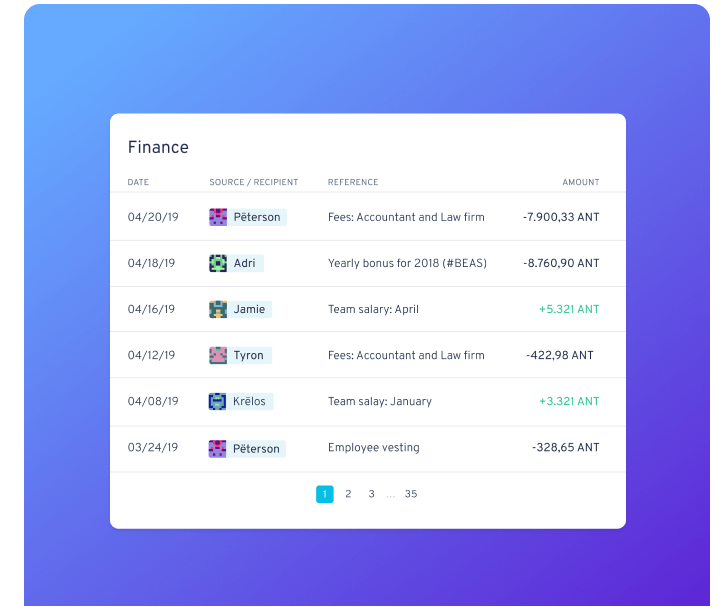 Finance
DATE SOURCE / RECIPIENT REFERENCE AMOUNT
04/20/19 Pëterson Fees: Accountant and Law firm -7.900,33 ANT
04/18/19 Adri Yearly bonus for 2018 (#BEAS) -8.760,90 ANT
04/16/19 Jamie Team salary: April +5.321 ANT
04/12/19 Tyron Fees: Accountant and Law firm -422,98 ANT
04/08/19 Krëlos Team salay: January +3.321 ANT
03/24/19 Pëterson Employee vesting -328,65 ANT
1 2 3 ... 35